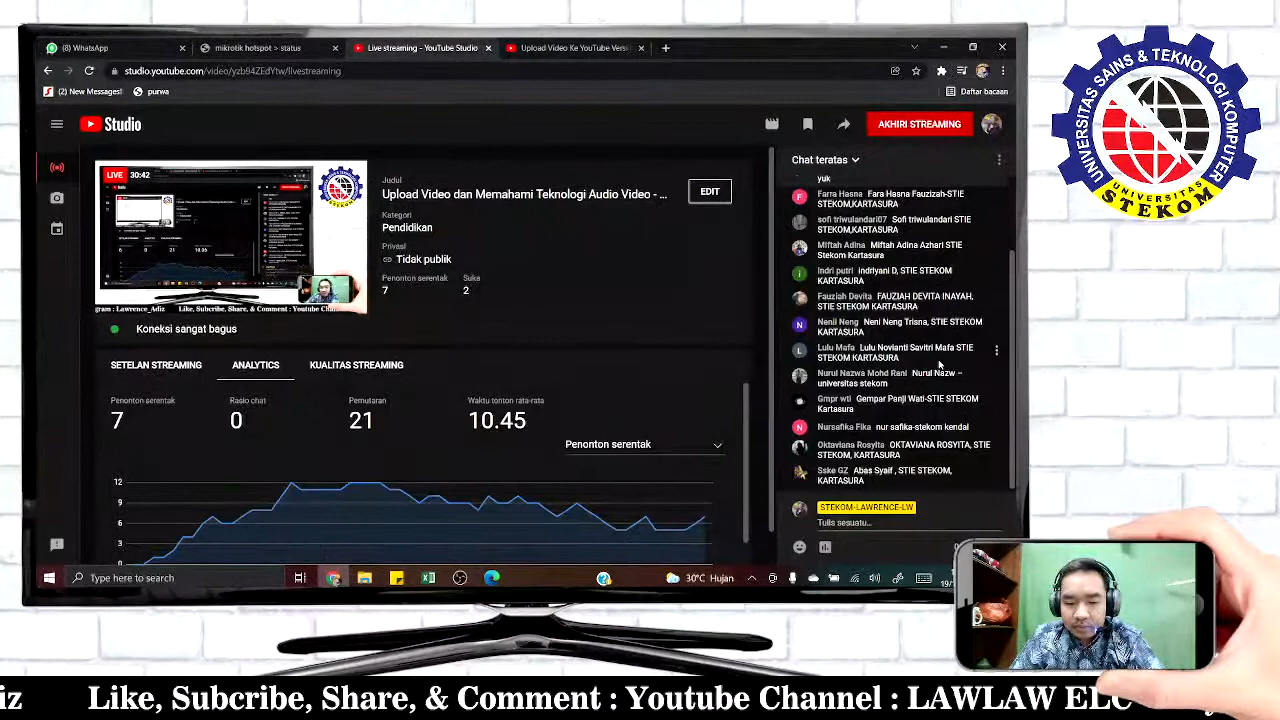 (8) WhatsApp
mikrotik hotspot > status
Live streaming - YouTube Studio
Upload Video Ke YouTube Versi
studio.youtube.com/video/yzb94ZEdYtw/livestreaming
(2) New Messages!
purwa
Daftar bacaan
Studio
AKHIRI STREAMING
LIVE 30:42
Judul
Upload Video dan Memahami Teknologi Audio Video - ...
EDIT
Kategori
Pendidikan
Privasi
Tidak publik
Penonton serentak
Suka
7
2
Like, Subcribe, Share, & Comment : Youtube
Koneksi sangat bagus
SETELAN STREAMING
ANALYTICS
KUALITAS STREAMING
Penonton serentak
Rasio chat
Pemutaran
Waktu tonton rata-rata
7
0
21
10.45
Penonton serentak
12
9
6
3
Chat teratas
yuk
Farra Hasna Fara Hasna Fauzizah-STIE
STEKOM,KARTASURA
sofi triwulandari07 Sofi triwulandari STIE
STEKOM KARTASURA
Miftah Adina Miftah Adina Azhari STIE
Stekom Kartasura
Indri putri indriyani D, STIE STEKOM
KARTASURA
Fauziah Devita FAUZIAH DEVITA INAYAH,
STIE STEKOM KARTASURA
Nenii Neng Neni Neng Trisna, STIE STEKOM
KARTASURA
Lulu Mafa Lulu Novianti Savitri Mafa STIE
STEKOM KARTASURA
Nurul Nazwa Mohd Rani Nurul Nazw –
universitas stekom
Gmpr wti Gempar Panji Wati-STIE STEKOM
Kartasura
Nursafika Fika nur safika-stekom kendal
Oktaviana Rosyita OKTAVIANA ROSYITA, STIE
STEKOM, KARTASURA
Sske GZ Abas Syaif , STIE STEKOM,
KARTASURA
STEKOM-LAWRENCE-LW
Tulis sesuatu...
Type here to search
30°C Hujan
UNIVERSITAS SAINS & TEKNOLOGI KOMPUTER
UNIVERSITAS
STEKOM
iz Like, Subcribe, Share, & Comment : Youtube Channel : LAWLAW